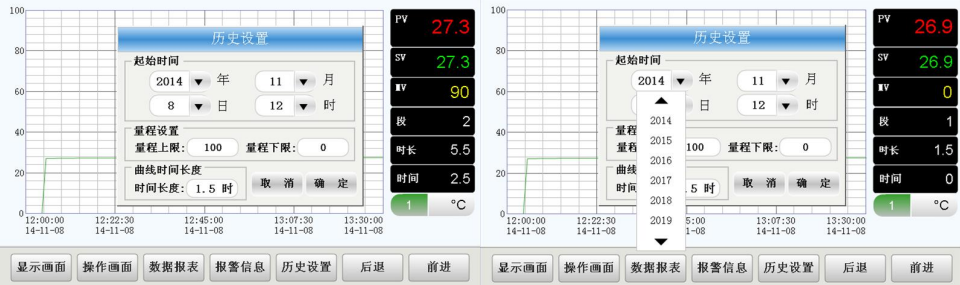 100
80
60
40
20
0
历史设置
起始时间
2014 年 11 月
8 日 12 时
量程设置
量程上限: 100 量程下限: 0
曲线时间长度
时间长度: 1.5 时 取 消 确 定
12:00:00 12:22:30 12:45:00 13:07:30 13:30:00
14-11-08 14-11-08 14-11-08 14-11-08 14-11-08
PV 27.3
SV 27.3
MV 90
段 2
时长 5.5
时间 2.5
1 °C
显示画面 操作画面 数据报表 报警信息 历史设置 后退 前进
100
80
60
40
20
0
历史设置
起始时间
2014 年 11 月
日 12 时
2014
2015
2016
2017
2018
2019
量程
100 量程下限: 0
曲线
时间 .5 时 取 消 确 定
12:00:00 12:22:30 5:00 13:07:30 13:30:00
14-11-08 14-11-08 1-08 14-11-08 14-11-08
PV 26.9
SV 26.9
MV 0
段 1
时长 1.5
时间 0
1 °C
显示画面 操作画面 数据报表 报警信息 历史设置 后退 前进